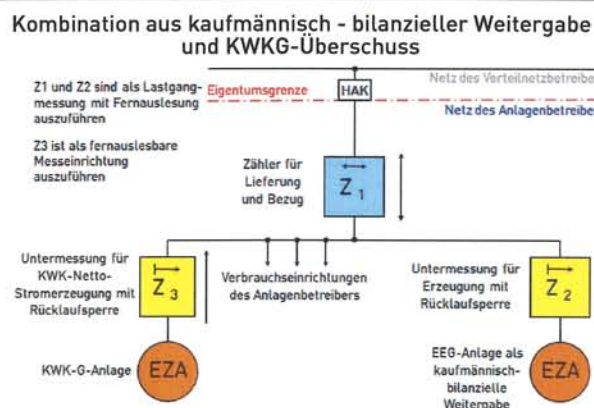 Kombination aus kaufmännisch - bilanzieller Weitergabe
und KWKG-Überschuss
Z1 und Z2 sind als Lastgang-
messung mit Fernauslesung
auszuführen
Z3 ist als fernauslesbare
Messeinrichtung
auszuführen
Eigentumsgrenze
HAK
Netz des Verteilnetzbetreibe
Netz des Anlagenbetreibe
Zähler für
Lieferung
und Bezug
Z 1
Untermessung für
KWK-Netto-
Stromerzeugung mit
Rücklaufsperre
Z 3
Verbrauchseinrichtungen
des Anlagenbetreibers
Untermessung für
Erzeugung mit
Rücklaufsperre
Z 2
KWK-G-Anlage
EZA
EEG-Anlage als
kaufmännisch-
bilanzielle
Weitergabe
EZA